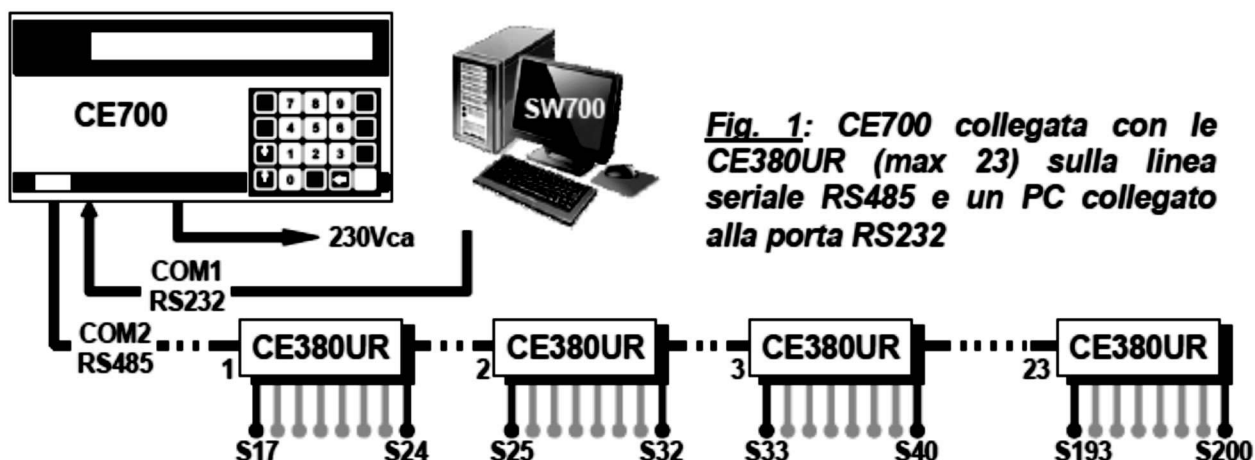 CE700
7 8 9
4 5 6
1 2 3
0
SW700
Fig. 1: CE700 collegata con le
CE380UR (max 23) sulla linea
seriale RS485 e un PC collegato
alla porta RS232
230Vca
COM1
RS232
COM2
RS485
1 CE380UR
2 CE380UR
3 CE380UR
23 CE380UR
S17 S24 S25 S32 S33 S40 S193 S200